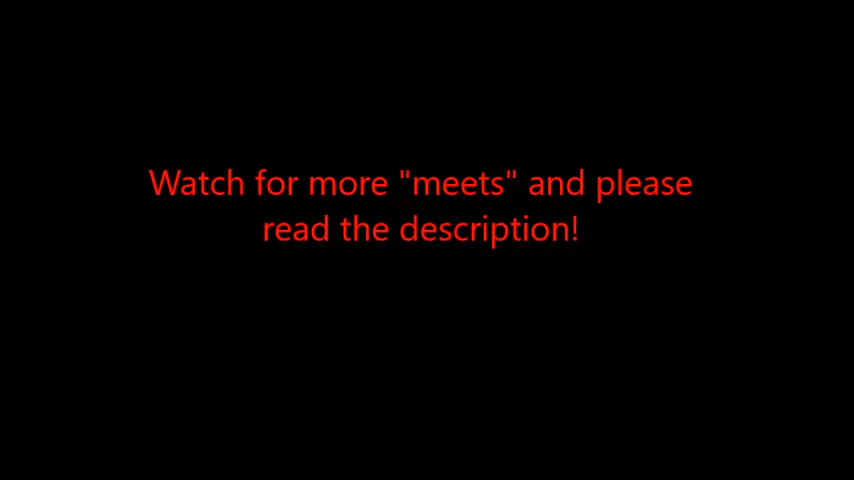 Watch for more "meets" and please
read the description!